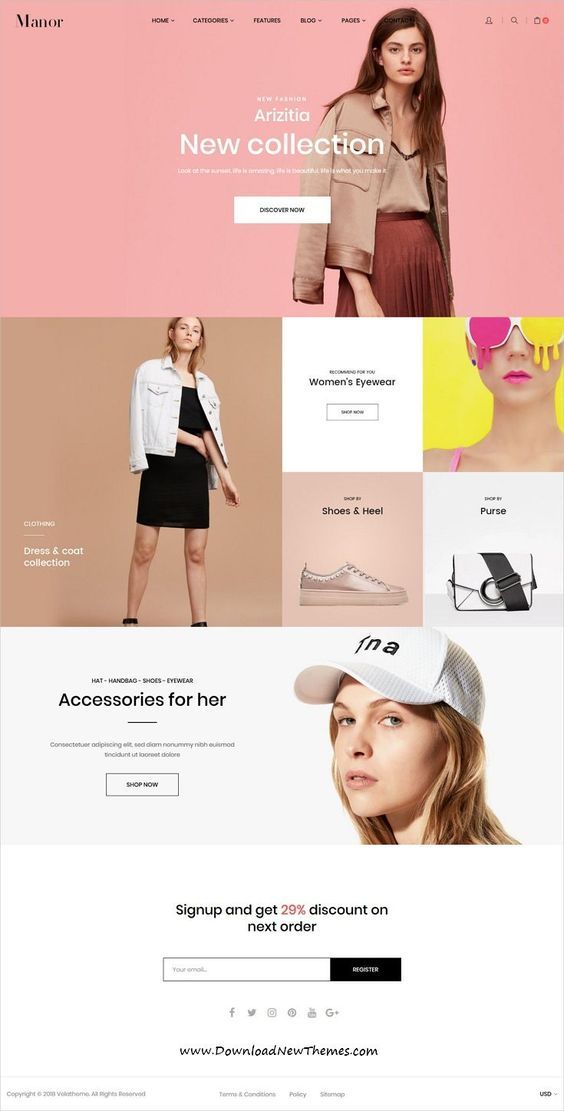 Manor
HOME CATEGORIES FEATURES BLOG PAGES CONTACT
0
NEW FASHION
Arizitia
New collection
Look at the sunset, life is amazing, life is beautiful, life is what you make it
DISCOVER NOW
CLOTHING
Dress & coat
collection
RECOMMEND FOR YOU
Women's Eyewear
SHOP NOW
SHOP BY
Shoes & Heel
SHOP BY
Purse
HAT - HANDBAG - SHOES - EYEWEAR
Accessories for her
Consectetuer adipiscing elit, sed diam nonummy nibh euismod
tincidunt ut laoreet dolore
SHOP NOW
Signup and get 29% discount on
next order
Your email...
REGISTER
www.DownloadNewThemes.com
Copyright © 2018 Velatheme. All Rights Reserved
Terms & Conditions Policy Sitemap
USD